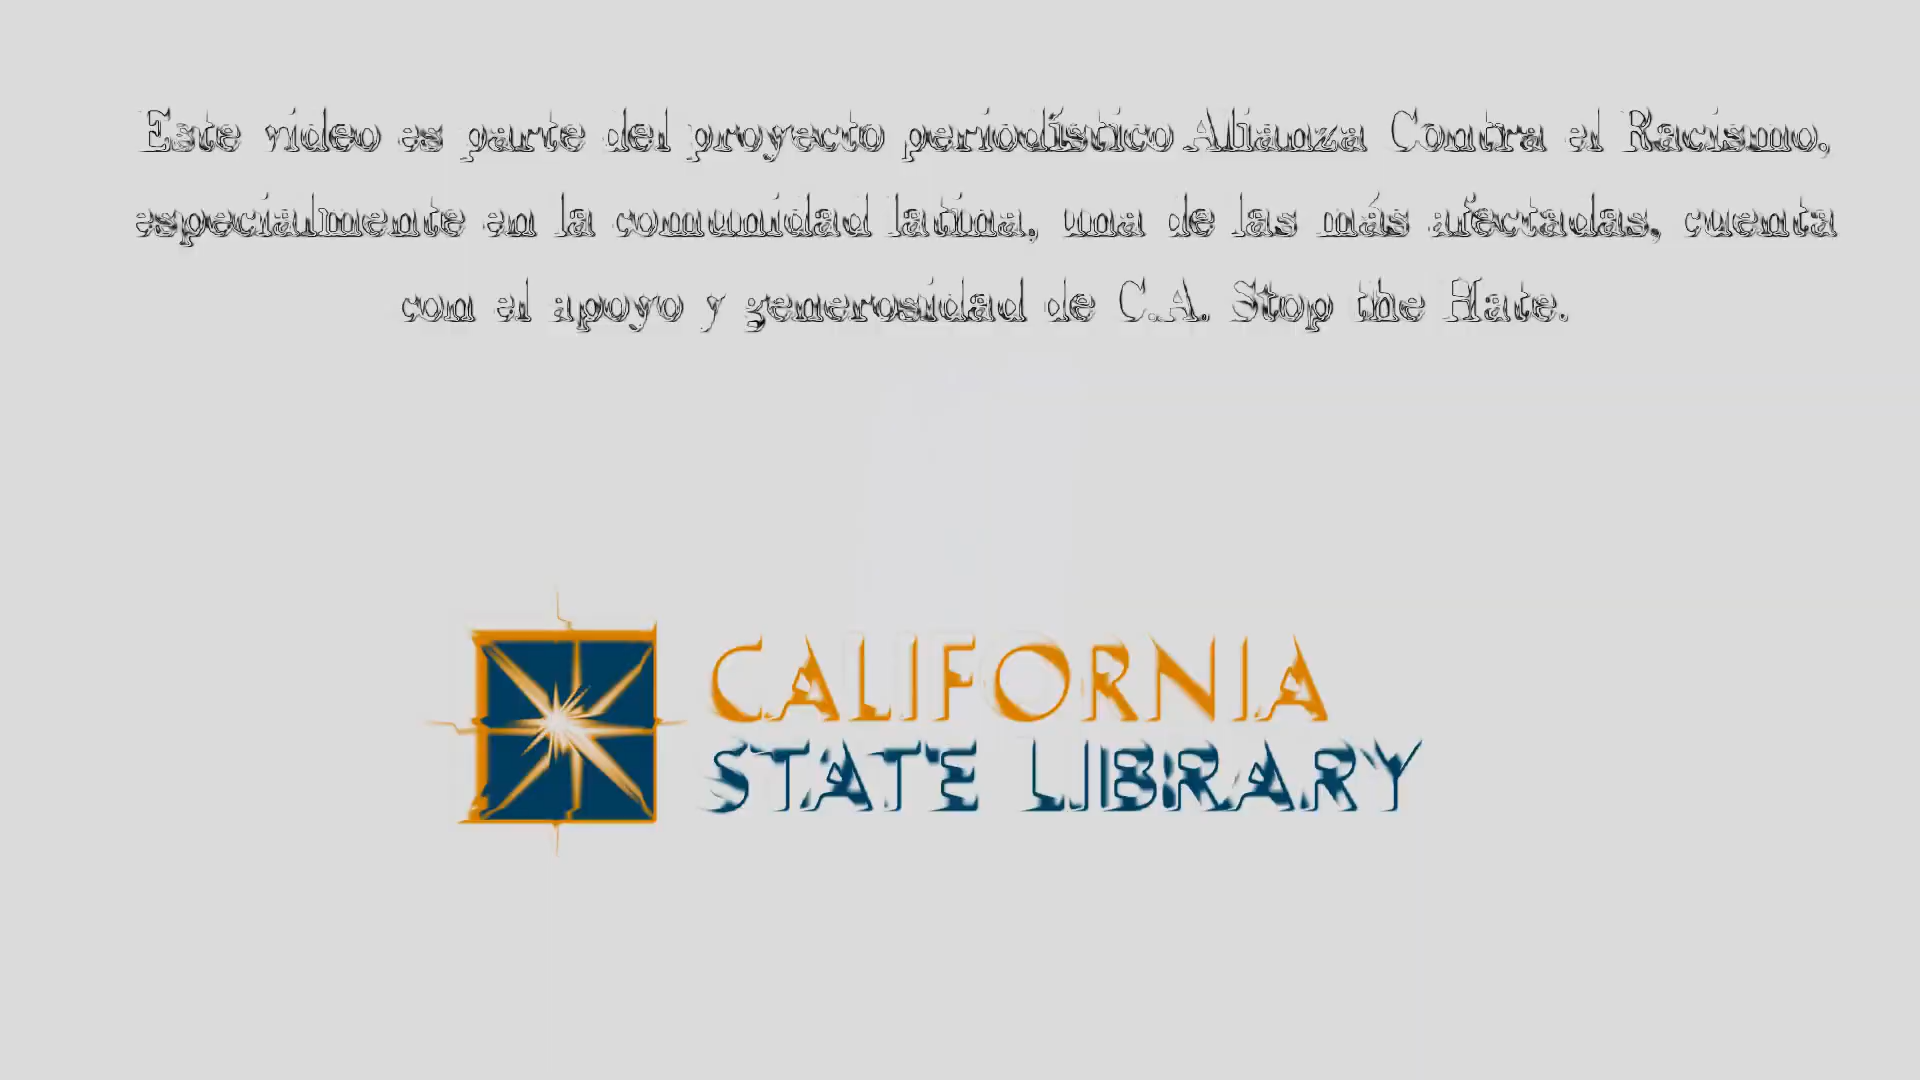 Este video es parte del proyecto periodístico Alianza Contra el Racismo,
especialmente en la comunidad latina, una de las más afectadas, cuenta
con el apoyo y generosidad de C.A. Stop the Hate.
CALIFORNIA
STATE LIBRARY